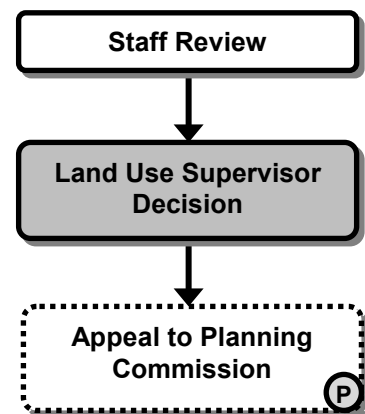 Staff Review
Land Use Supervisor
Decision
Appeal to Planning
Commission
P